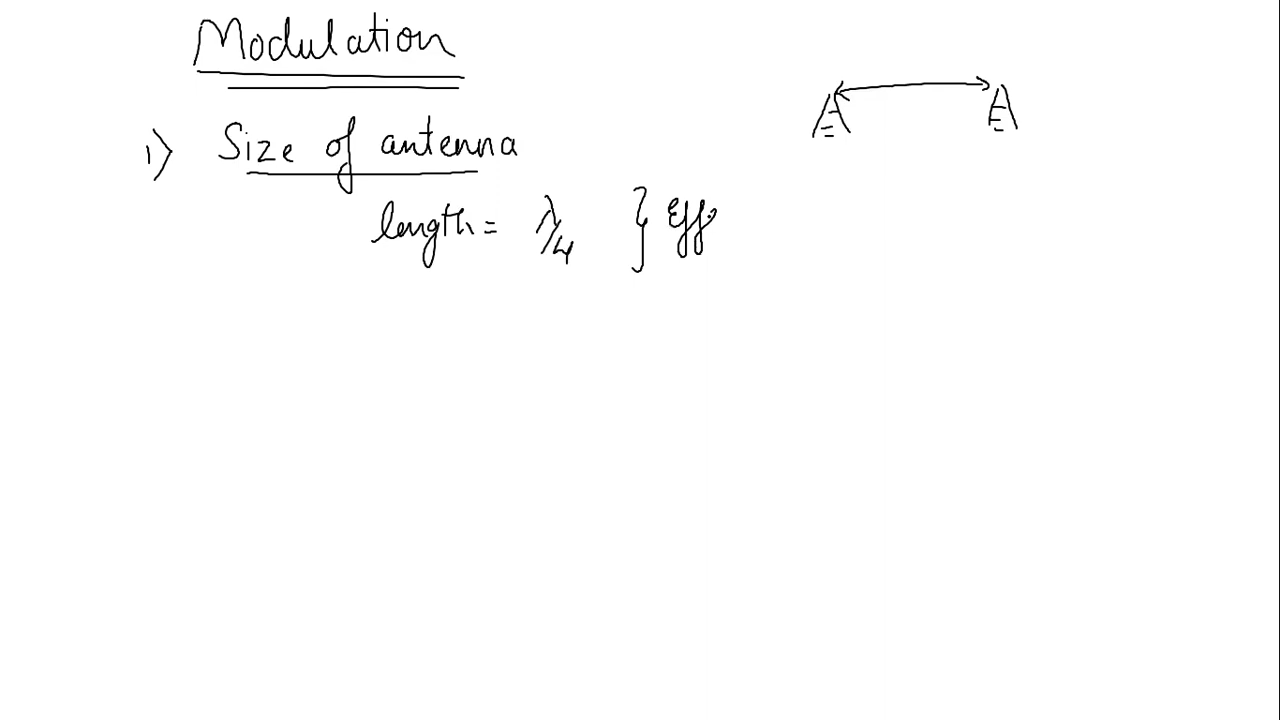 Modulation
1) Size of antenna
length = λ/4 } Eff.